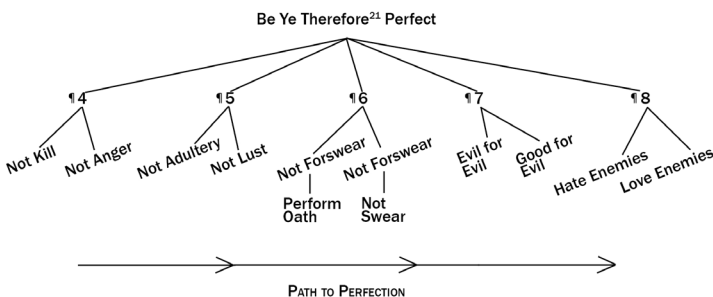 Be Ye Therefore²¹ Perfect
¶4
¶5
¶6
¶7
¶8
Not Kill
Not Anger
Not Adultery
Not Lust
Not Forswear
Not Forswear
Evil for
Evil
Good for
Evil
Hate Enemies
Love Enemies
Perform
Oath
Not
Swear
PATH TO PERFECTION